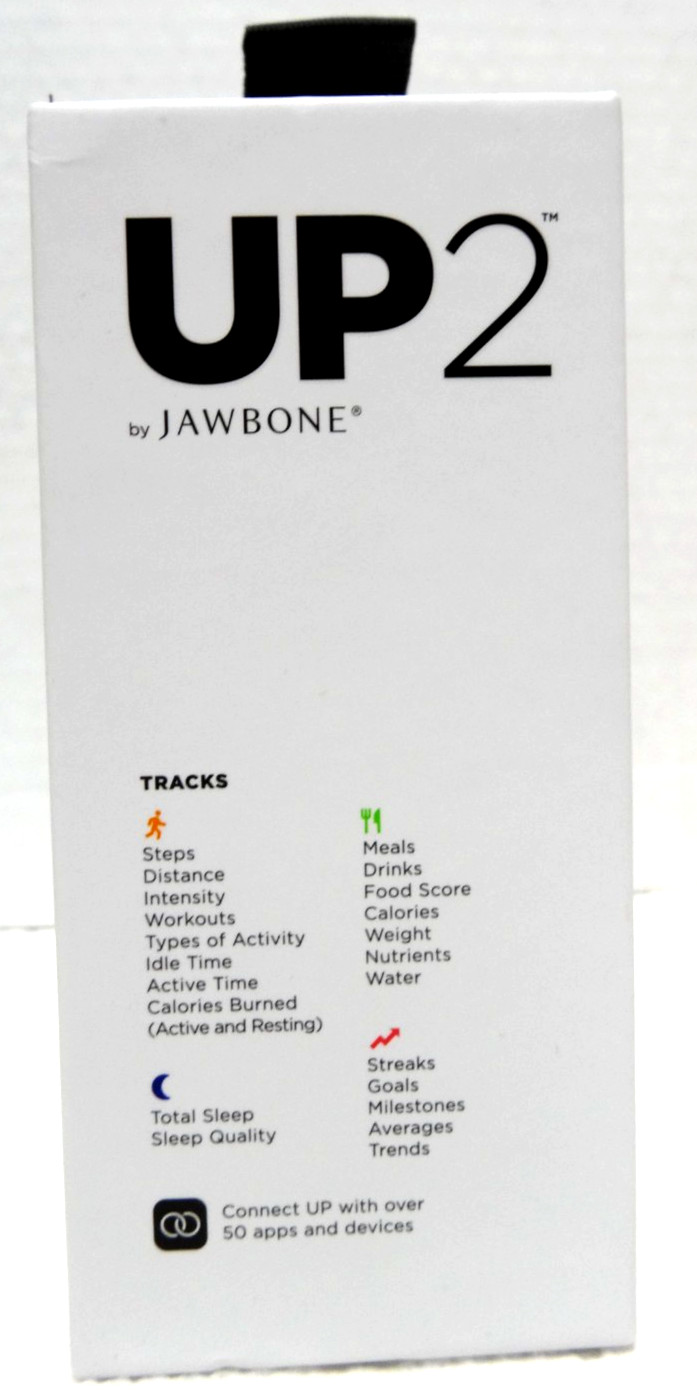 UP2™
by JAWBONE®
TRACKS
Steps
Distance
Intensity
Workouts
Types of Activity
Idle Time
Active Time
Calories Burned
(Active and Resting)
Total Sleep
Sleep Quality
Meals
Drinks
Food Score
Calories
Weight
Nutrients
Water
Streaks
Goals
Milestones
Averages
Trends
Connect UP with over
50 apps and devices